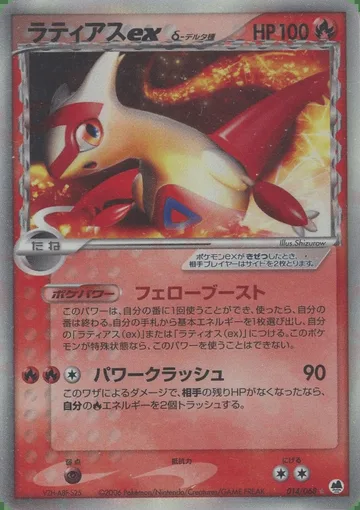 ラティアスex δ-デルタ種 HP100
Illus.Shizurow
たね
ポケモンexがきぜつしたとき、
相手プレイヤーはサイドを2枚とります。
ポケパワー フェローブースト
このパワーは、自分の番に1回使うことができ、使ったら、自分の
番は終わる。自分の手札から基本エネルギーを1枚選び出し、自分
の「ラティアス(ex)」または「ラティオス(ex)」につける。このポケ
モンが特殊状態なら、このパワーを使うことはできない。
パワークラッシュ 90
このワザによるダメージで、相手の残りHPがなくなったなら、
自分の エネルギーを2個トラッシュする。
弱点 抵抗力 にげる
©2006 Pokémon/Nintendo/Creatures/GAME FREAK. 014/068